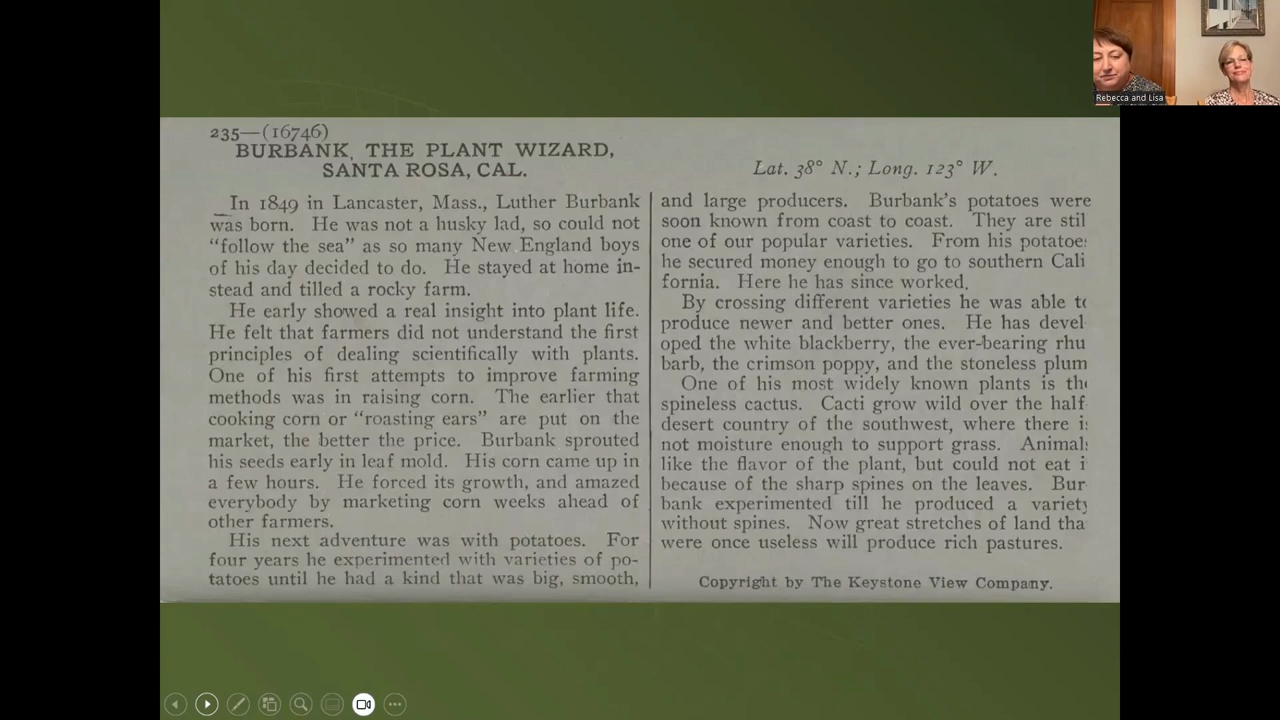 Rebecca and Lisa
235—(16746)
BURBANK, THE PLANT WIZARD,
SANTA ROSA, CAL.
In 1849 in Lancaster, Mass., Luther Burbank
was born. He was not a husky lad, so could not
“follow the sea” as so many New England boys
of his day decided to do. He stayed at home in-
stead and tilled a rocky farm.
He early showed a real insight into plant life.
He felt that farmers did not understand the first
principles of dealing scientifically with plants.
One of his first attempts to improve farming
methods was in raising corn. The earlier that
cooking corn or “roasting ears” are put on the
market, the better the price. Burbank sprouted
his seeds early in leaf mold. His corn came up in
a few hours. He forced its growth, and amazed
everybody by marketing corn weeks ahead of
other farmers.
His next adventure was with potatoes. For
four years he experimented with varieties of po-
tatoes until he had a kind that was big, smooth,
Lat. 38° N.; Long. 123° W.
and large producers. Burbank’s potatoes were
soon known from coast to coast. They are stil
one of our popular varieties. From his potatoe
he secured money enough to go to southern Cali
fornia. Here he has since worked.
By crossing different varieties he was able to
produce newer and better ones. He has devel
oped the white blackberry, the ever-bearing rhu
barb, the crimson poppy, and the stoneless plum
One of his most widely known plants is the
spineless cactus. Cacti grow wild over the half
desert country of the southwest, where there is
not moisture enough to support grass. Animals
like the flavor of the plant, but could not eat i
because of the sharp spines on the leaves. Bur
bank experimented till he produced a variety
without spines. Now great stretches of land tha
were once useless will produce rich pastures.
Copyright by The Keystone View Company.